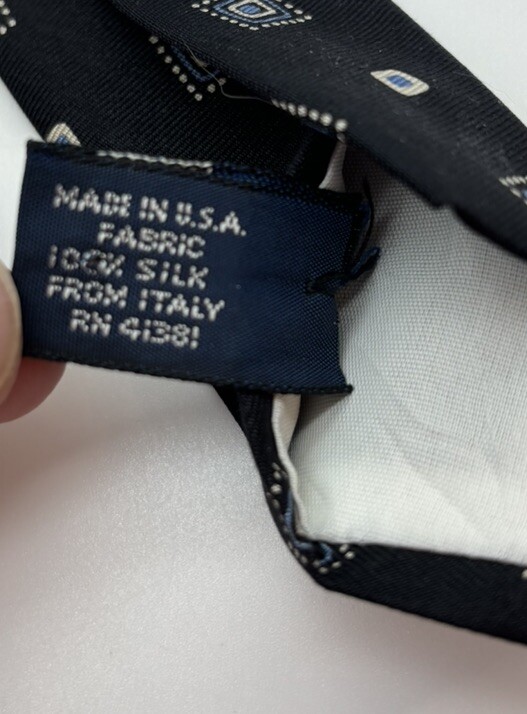 MADE IN U.S.A.
FABRIC
100% SILK
FROM ITALY
RN 41381